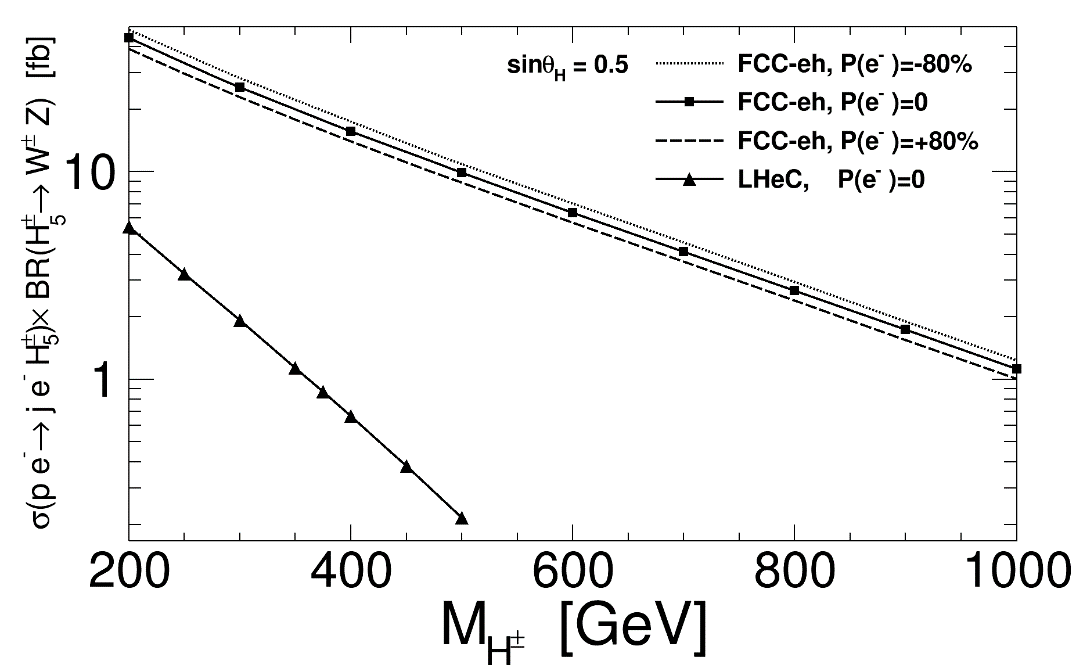 σ(p e⁻→ j e⁻ H₅^±)× BR(H₅^±→ W^± Z) [fb]
sinθ_H = 0.5
FCC-eh, P(e⁻ )=-80%
FCC-eh, P(e⁻ )=0
FCC-eh, P(e⁻ )=+80%
LHeC, P(e⁻ )=0
10
1
200 400 600 800 1000
M_H^± [GeV]